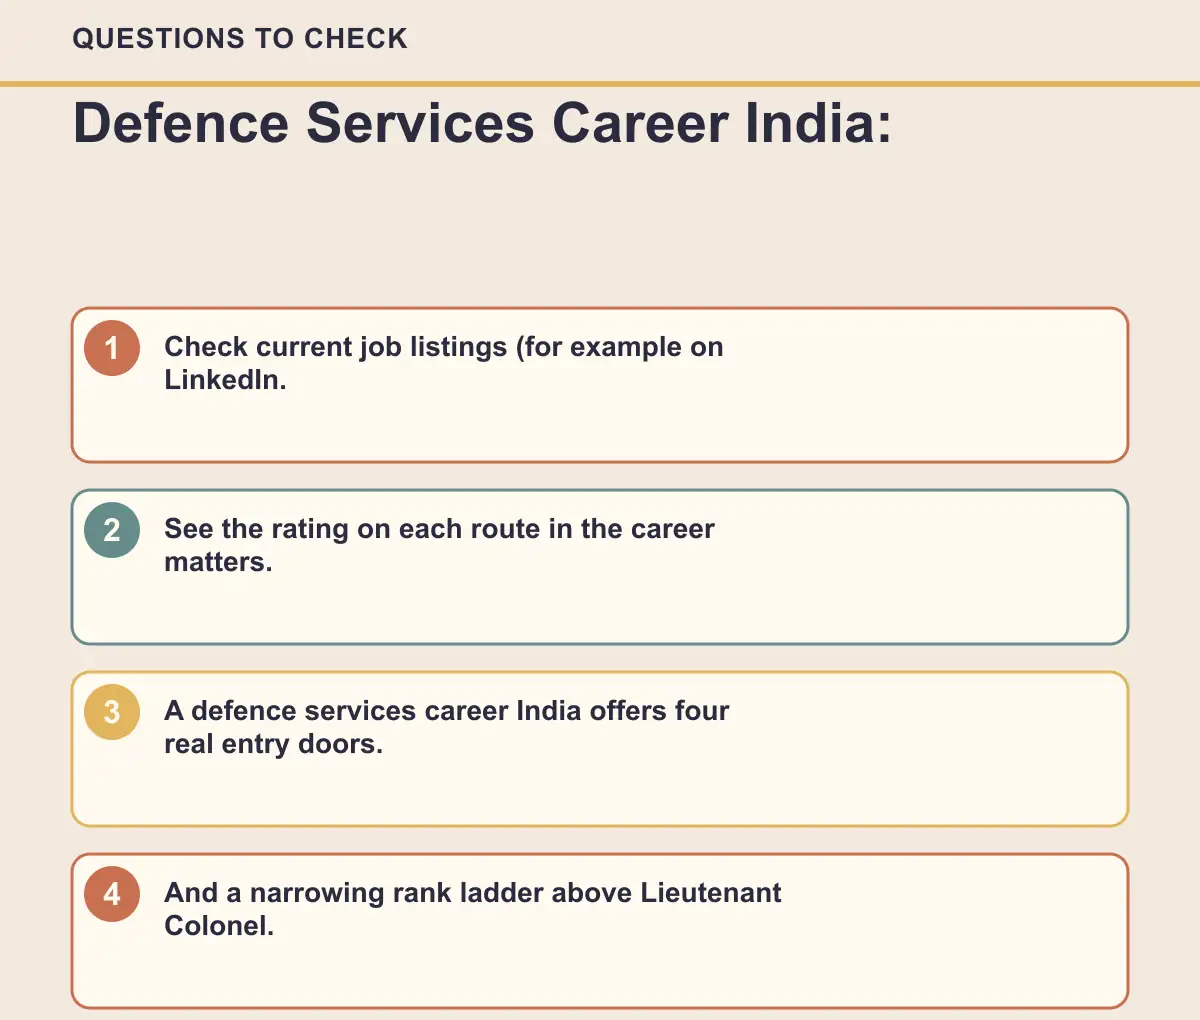 QUESTIONS TO CHECK
Defence Services Career India:
1
Check current job listings (for example on
LinkedIn.
2
See the rating on each route in the career
matters.
3
A defence services career India offers four
real entry doors.
4
And a narrowing rank ladder above Lieutenant
Colonel.